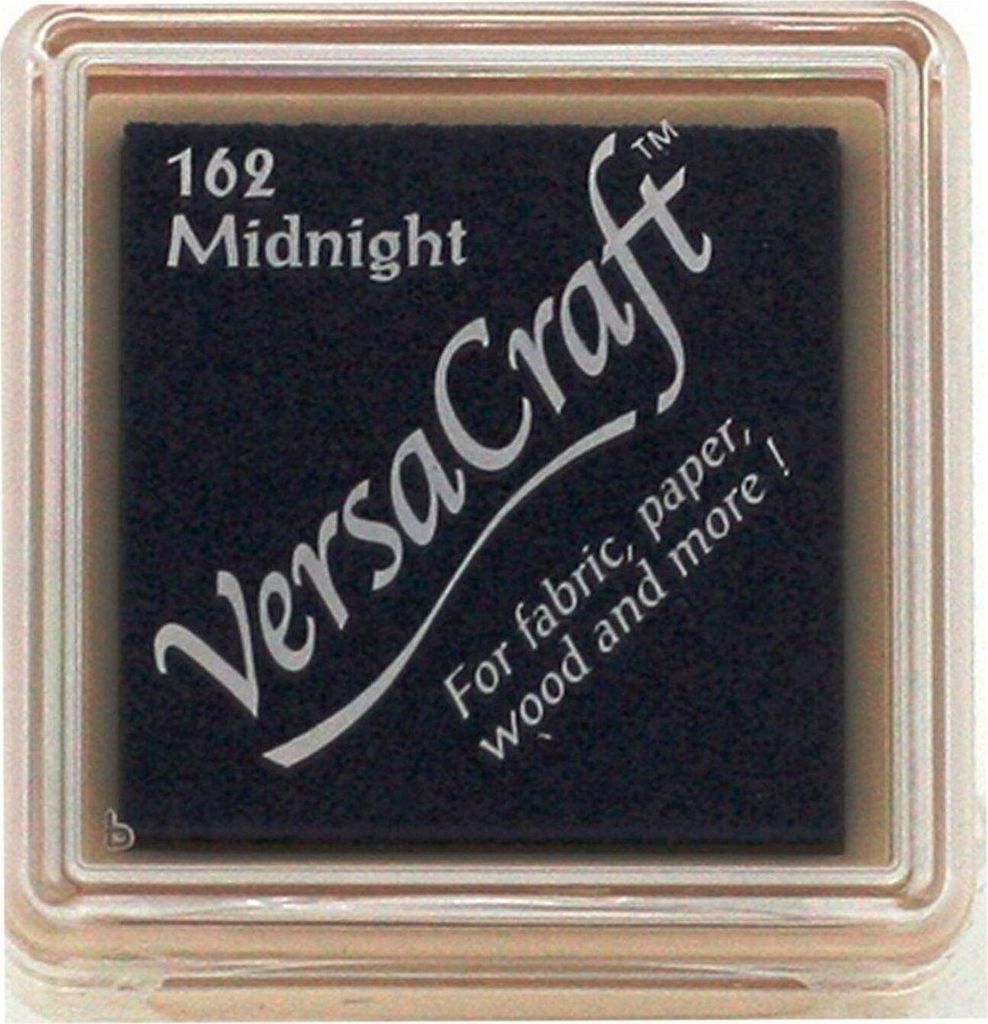 162
Midnight
VersaCraft™
For fabric, paper,
wood and more !
b